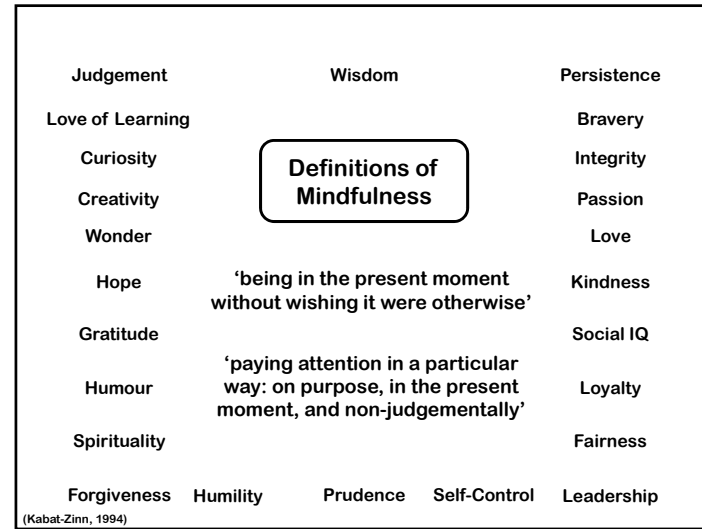 Judgement Wisdom Persistence
Love of Learning Bravery
Curiosity Integrity
Definitions of
Mindfulness
Creativity Passion
Wonder Love
Hope Kindness
‘being in the present moment
without wishing it were otherwise’
Gratitude Social IQ
‘paying attention in a particular
way: on purpose, in the present
moment, and non-judgementally’
Humour Loyalty
Spirituality Fairness
Forgiveness Humility Prudence Self-Control Leadership
(Kabat-Zinn, 1994)